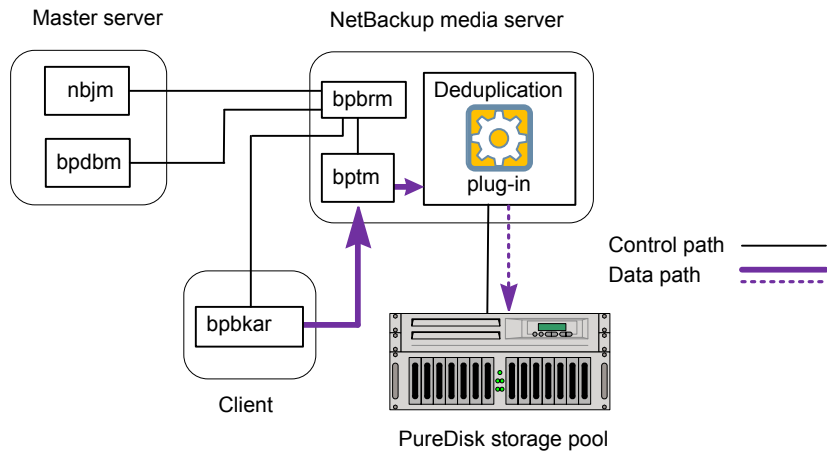 Master server
NetBackup media server
nbjm
bpdbm
bpbrm
bptm
Deduplication
plug-in
Control path
Data path
bpbkar
Client
PureDisk storage pool